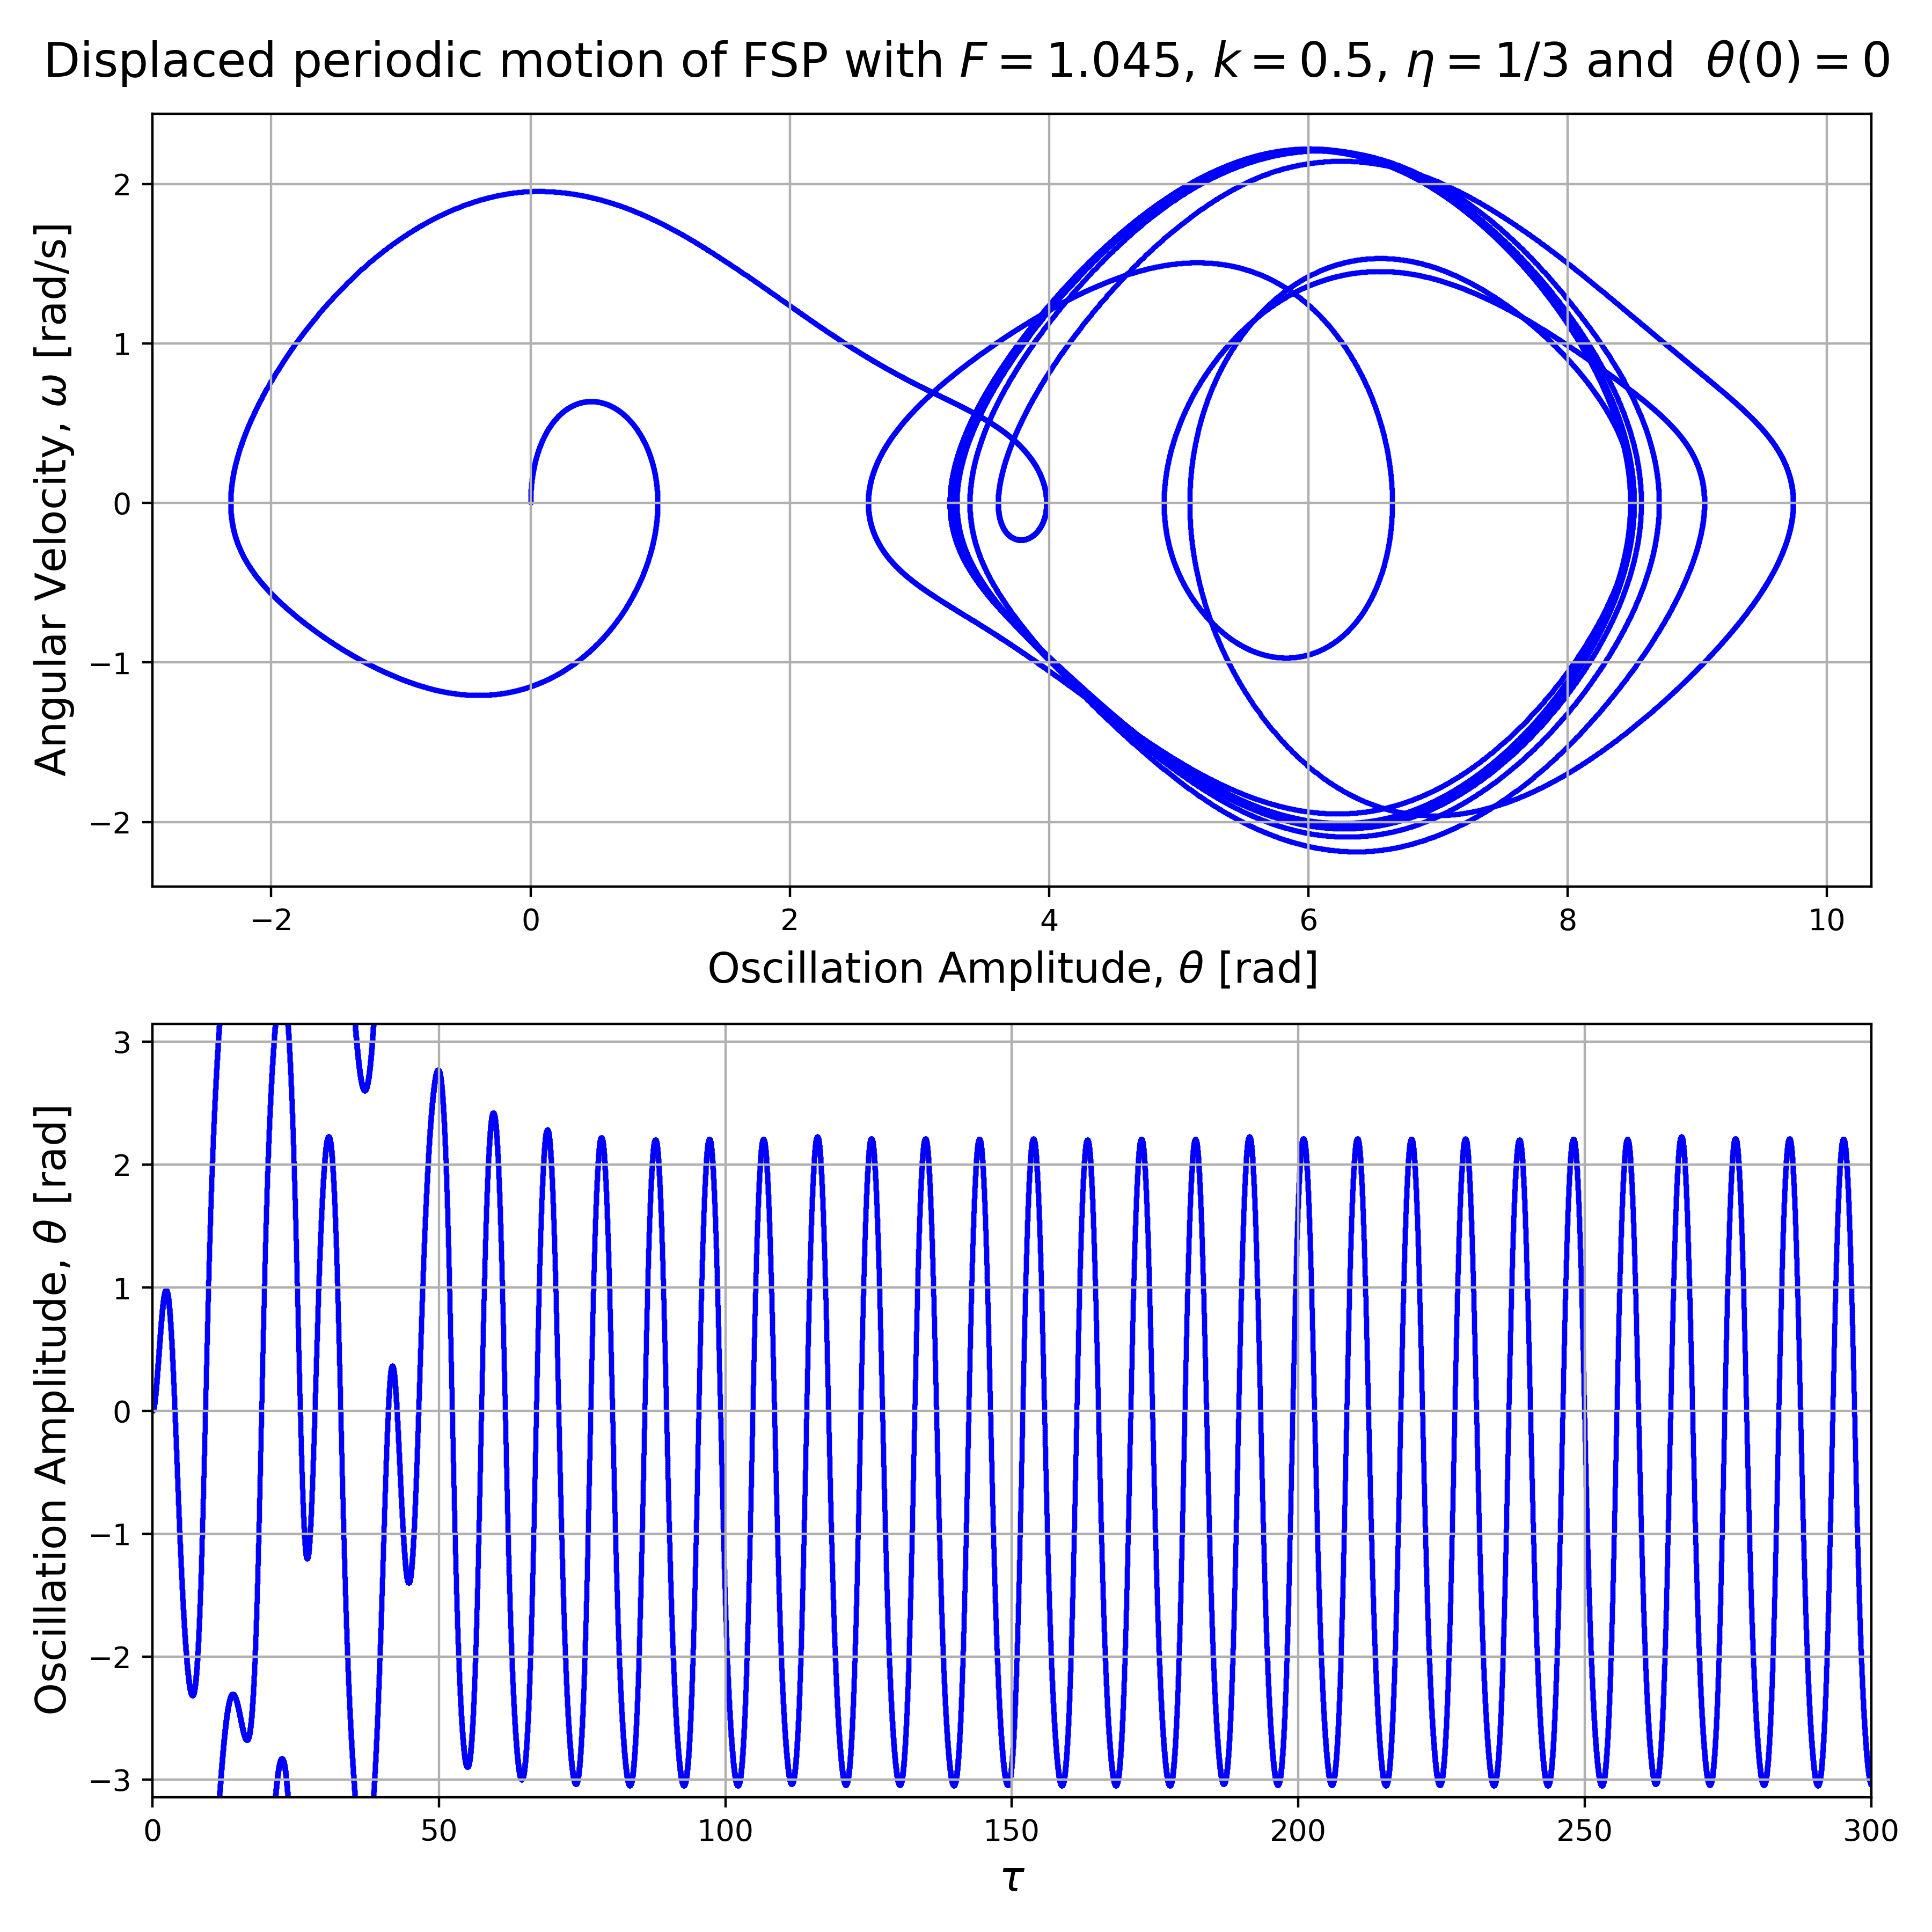 Displaced periodic motion of FSP with F = 1.045, k = 0.5, η = 1/3 and θ(0) = 0
Angular Velocity, ω [rad/s]
2
1
0
−1
−2
−2 0 2 4 6 8 10
Oscillation Amplitude, θ [rad]
Oscillation Amplitude, θ [rad]
3
2
1
0
−1
−2
−3
0 50 100 150 200 250 300
τ